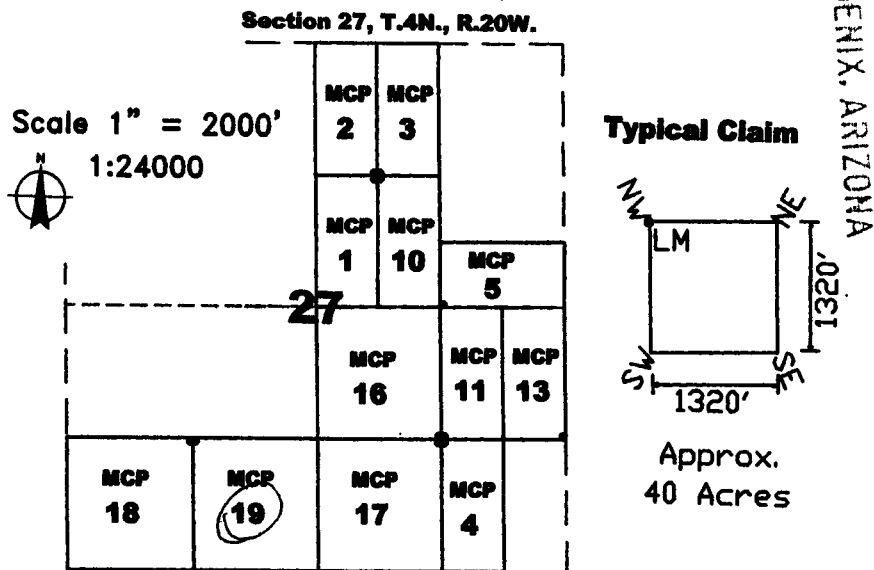 Section 27, T.4N., R.20W.
ENIX, ARIZONA
Scale 1" = 2000'
1:24000
N
MCP
2
MCP
3
Typical Claim
NW
NE
LM
SW
SE
1320'
1320'
Approx.
40 Acres
MCP
1
MCP
10
MCP
5
27
MCP
16
MCP
11
MCP
13
MCP
18
MCP
19
MCP
17
MCP
4